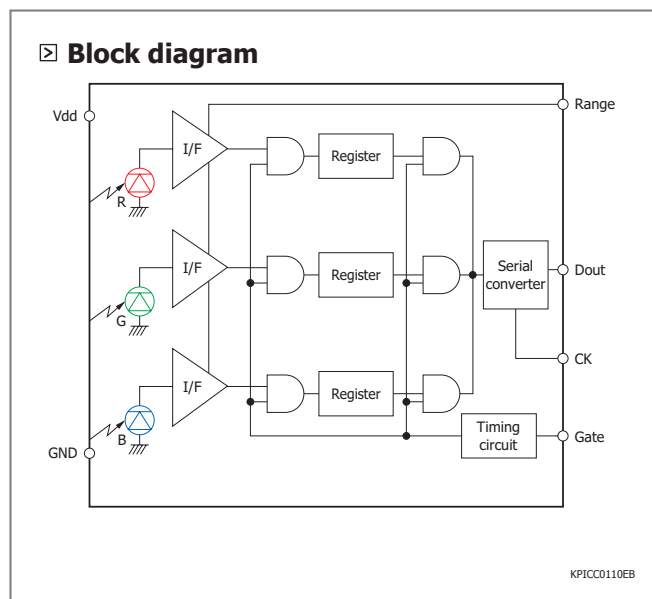 Block diagram
Vdd
Range
I/F
Register
R
I/F
Register
Serial
converter
Dout
G
I/F
Register
CK
B
Timing
circuit
Gate
GND
KPICC0110EB